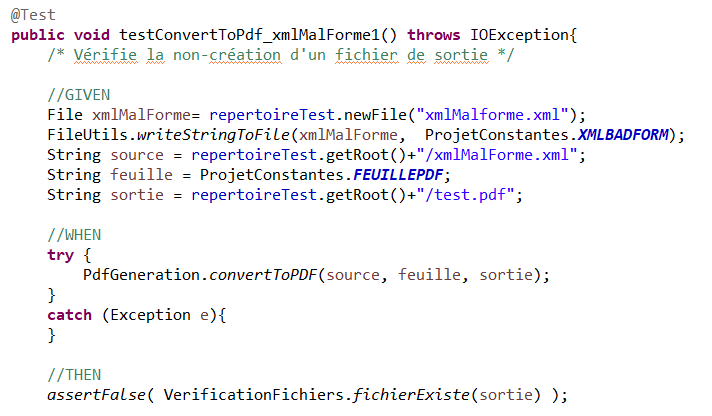 @Test
public void testConvertToPdf_xmlMalForme1() throws IOException{
/* Vérifie la non-création d'un fichier de sortie */
//GIVEN
File xmlMalForme= repertoireTest.newFile("xmlMalforme.xml");
FileUtils.writeStringToFile(xmlMalForme,  ProjetConstantes.XMLBADFORM);
String source = repertoireTest.getRoot()+"/xmlMalForme.xml";
String feuille = ProjetConstantes.FEUILLEPDF;
String sortie = repertoireTest.getRoot()+"/test.pdf";
//WHEN
try {
PdfGeneration.convertToPDF(source, feuille, sortie);
}
catch (Exception e){
}
//THEN
assertFalse( VerificationFichiers.fichierExiste(sortie) );